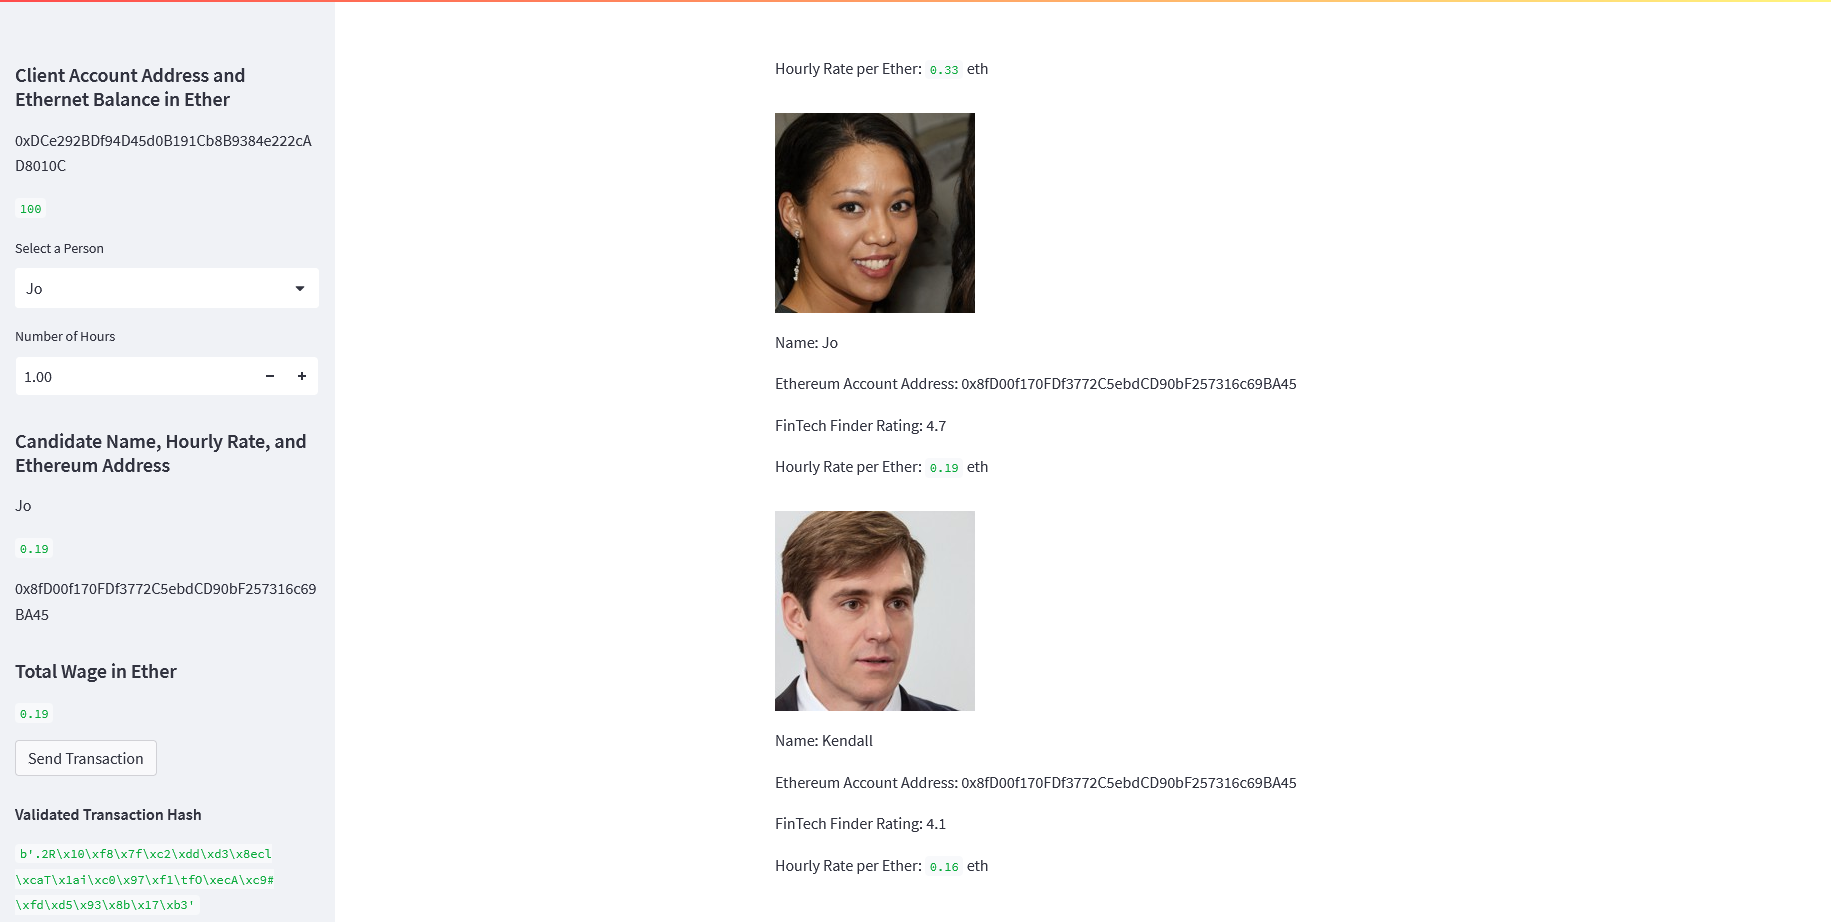 Client Account Address and
Ethernet Balance in Ether
0xDCe292BDf94D45d0B191Cb8B9384e222cA
D8010C
100
Select a Person
Jo
Number of Hours
1.00
Candidate Name, Hourly Rate, and
Ethereum Address
Jo
0.19
0x8fD00f170FDf3772C5ebdCD90bF257316c69
BA45
Total Wage in Ether
0.19
Send Transaction
Validated Transaction Hash
b'.2R\x10\xf8\x7f\xc2\xdd\xd3\x8ecl
\xcaT\x1ai\xc0\x97\xf1\tfO\xecA\xc9#
\xfd\xd5\x93\x8b\x17\xb3'
Hourly Rate per Ether: 0.33 eth
Name: Jo
Ethereum Account Address: 0x8fD00f170FDf3772C5ebdCD90bF257316c69BA45
FinTech Finder Rating: 4.7
Hourly Rate per Ether: 0.19 eth
Name: Kendall
Ethereum Account Address: 0x8fD00f170FDf3772C5ebdCD90bF257316c69BA45
FinTech Finder Rating: 4.1
Hourly Rate per Ether: 0.16 eth